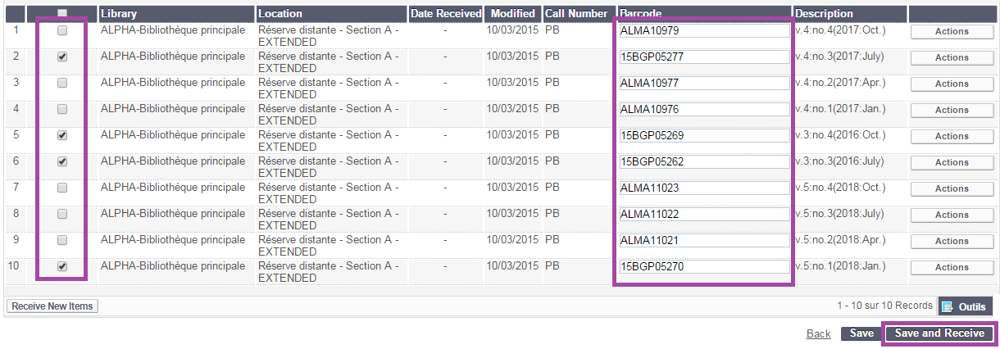 Library Location Date Received Modified Call Number Barcode Description
1 ALPHA-Bibliothèque principale Réserve distante - Section A - - 10/03/2015 PB ALMA10979 v.4:no.4(2017:Oct.) Actions
EXTENDED
2 ALPHA-Bibliothèque principale Réserve distante - Section A - - 10/03/2015 PB 15BGP05277 v.4:no.3(2017:July) Actions
EXTENDED
3 ALPHA-Bibliothèque principale Réserve distante - Section A - - 10/03/2015 PB ALMA10977 v.4:no.2(2017:Apr.) Actions
EXTENDED
4 ALPHA-Bibliothèque principale Réserve distante - Section A - - 10/03/2015 PB ALMA10976 v.4:no.1(2017:Jan.) Actions
EXTENDED
5 ALPHA-Bibliothèque principale Réserve distante - Section A - - 10/03/2015 PB 15BGP05269 v.3:no.4(2016:Oct.) Actions
EXTENDED
6 ALPHA-Bibliothèque principale Réserve distante - Section A - - 10/03/2015 PB 15BGP05262 v.3:no.3(2016:July) Actions
EXTENDED
7 ALPHA-Bibliothèque principale Réserve distante - Section A - - 10/03/2015 PB ALMA11023 v.5:no.4(2018:Oct.) Actions
EXTENDED
8 ALPHA-Bibliothèque principale Réserve distante - Section A - - 10/03/2015 PB ALMA11022 v.5:no.3(2018:July) Actions
EXTENDED
9 ALPHA-Bibliothèque principale Réserve distante - Section A - - 10/03/2015 PB ALMA11021 v.5:no.2(2018:Apr.) Actions
EXTENDED
10 ALPHA-Bibliothèque principale Réserve distante - Section A - - 10/03/2015 PB 15BGP05270 v.5:no.1(2018:Jan.) Actions
EXTENDED
Receive New Items 1 - 10 sur 10 Records Outils
Back Save Save and Receive